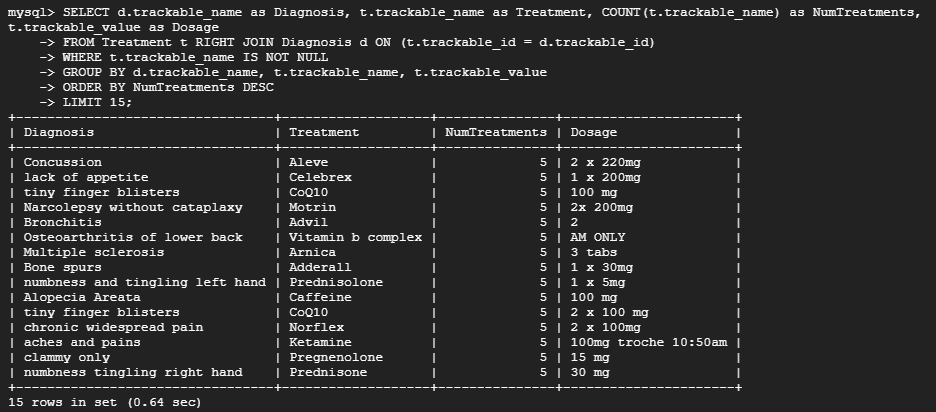 mysql> SELECT d.trackable_name as Diagnosis, t.trackable_name as Treatment, COUNT(t.trackable_name) as NumTreatments,
t.trackable_value as Dosage
    -> FROM Treatment t RIGHT JOIN Diagnosis d ON (t.trackable_id = d.trackable_id)
    -> WHERE t.trackable_name IS NOT NULL
    -> GROUP BY d.trackable_name, t.trackable_name, t.trackable_value
    -> ORDER BY NumTreatments DESC
    -> LIMIT 15;
+----------------------------------+--------------------+---------------+----------------------+
| Diagnosis                        | Treatment          | NumTreatments | Dosage               |
+----------------------------------+--------------------+---------------+----------------------+
| Concussion                       | Aleve              |             5 | 2 x 220mg            |
| lack of appetite                 | Celebrex           |             5 | 1 x 200mg            |
| tiny finger blisters             | CoQ10              |             5 | 100 mg               |
| Narcolepsy without cataplaxy     | Motrin             |             5 | 2x 200mg             |
| Bronchitis                       | Advil              |             5 | 2                    |
| Osteoarthritis of lower back     | Vitamin b complex  |             5 | AM ONLY              |
| Multiple sclerosis               | Arnica             |             5 | 3 tabs               |
| Bone spurs                       | Adderall           |             5 | 1 x 30mg             |
| numbness and tingling left hand  | Prednisolone       |             5 | 1 x 5mg              |
| Alopecia Areata                  | Caffeine           |             5 | 100 mg               |
| tiny finger blisters             | CoQ10              |             5 | 2 x 100 mg           |
| chronic widespread pain          | Norflex            |             5 | 2 x 100mg            |
| aches and pains                  | Ketamine           |             5 | 100mg troche 10:50am |
| clammy only                      | Pregnenolone       |             5 | 15 mg                |
| numbness tingling right hand     | Prednisone         |             5 | 30 mg                |
+----------------------------------+--------------------+---------------+----------------------+
15 rows in set (0.64 sec)